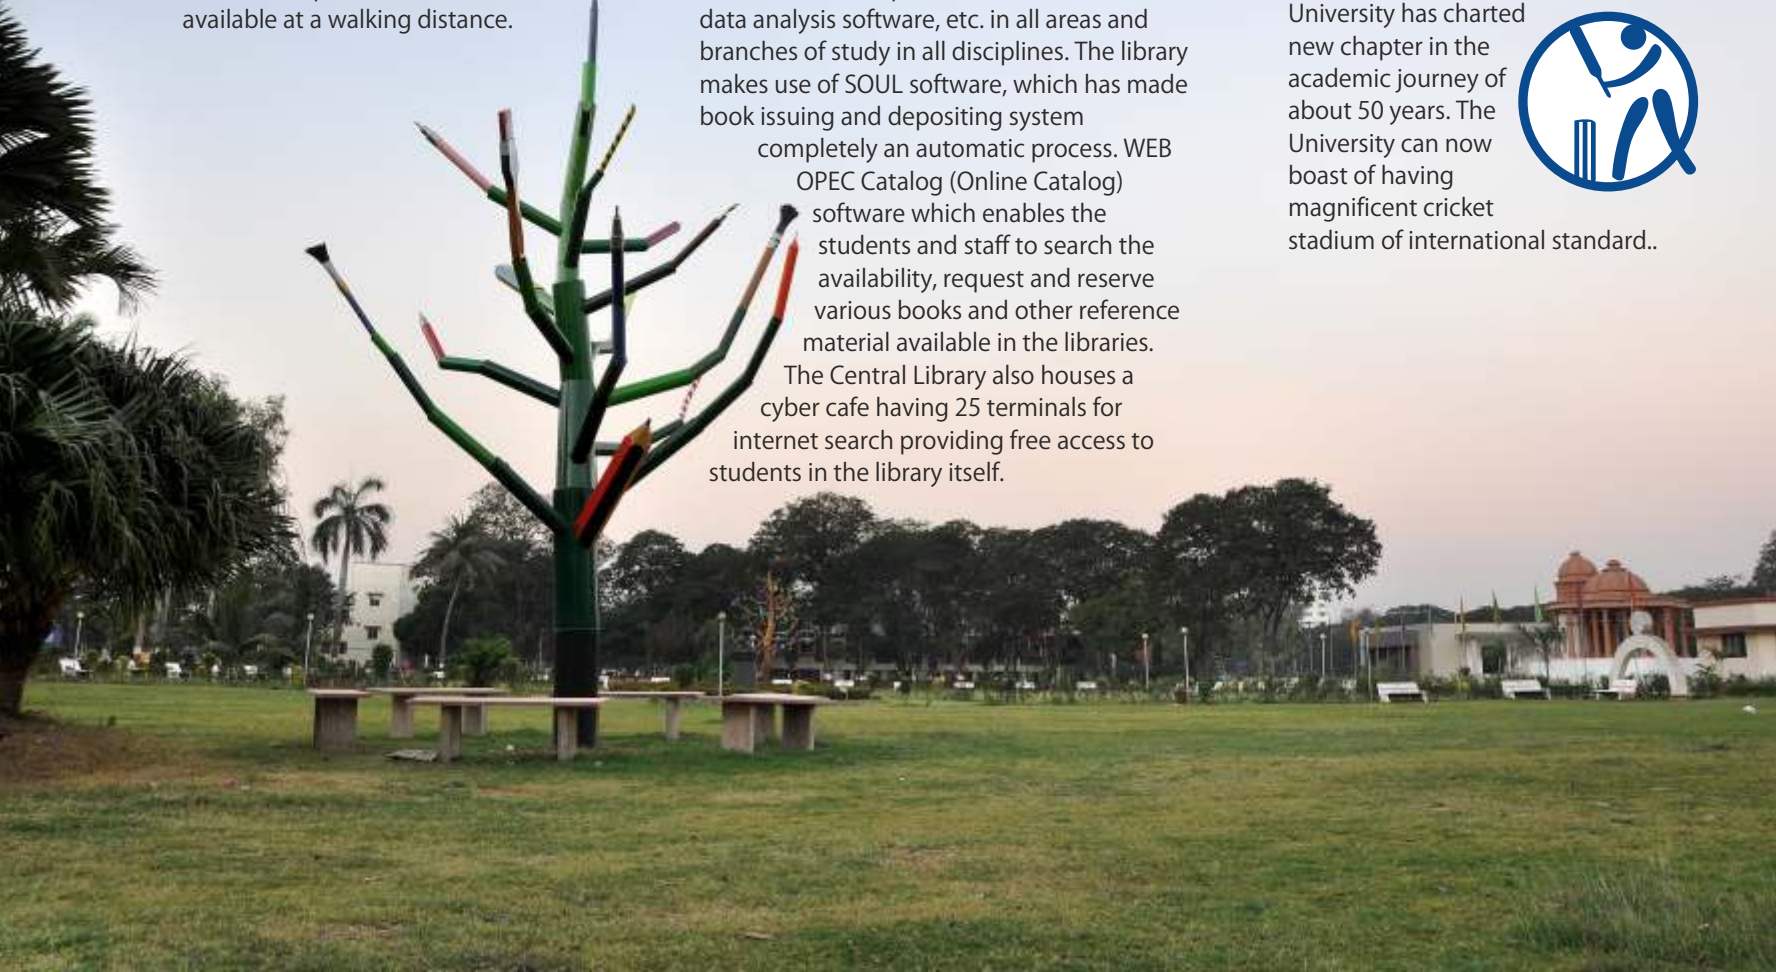 available at a walking distance.
data analysis software, etc. in all areas and
branches of study in all disciplines. The library
makes use of SOUL software, which has made
book issuing and depositing system
completely an automatic process. WEB
OPEC Catalog (Online Catalog)
software which enables the
students and staff to search the
availability, request and reserve
various books and other reference
material available in the libraries.
The Central Library also houses a
cyber cafe having 25 terminals for
internet search providing free access to
students in the library itself.
University has charted
new chapter in the
academic journey of
about 50 years. The
University can now
boast of having
magnificent cricket
stadium of international standard..